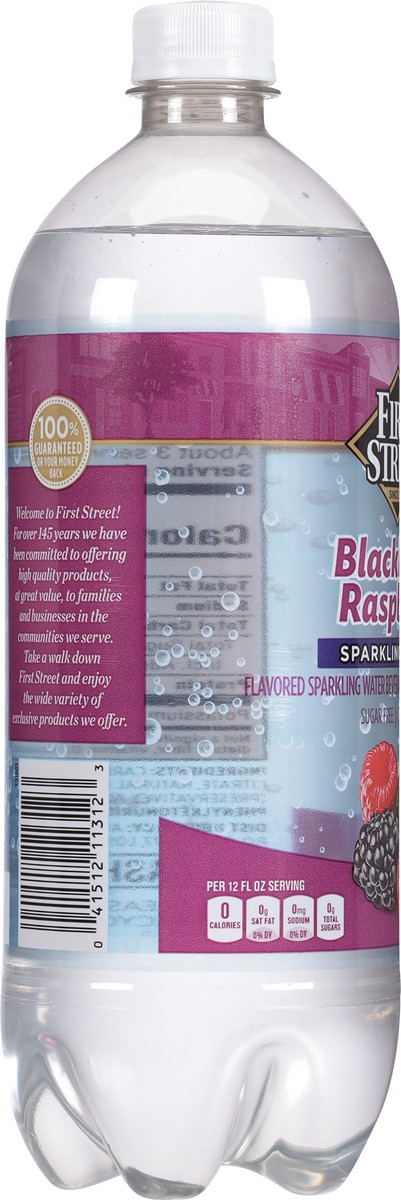 100%
GUARANTEED
OR YOUR MONEY
BACK
Welcome to First Street!
For over 145 years we have
been committed to offering
high quality products,
at great value, to families
and businesses in the
communities we serve.
Take a walk down
First Street and enjoy
the wide variety of
exclusive products we offer.
0 41512 11312 3
FIR
STRE
SINC
Black
Rasp
SPARKLING
FLAVORED SPARKLING WATER BEVE
SUGAR FREE
PER 12 FL OZ SERVING
0
CALORIES
0g
SAT FAT
0% DV
0mg
SODIUM
0% DV
0g
TOTAL
SUGARS